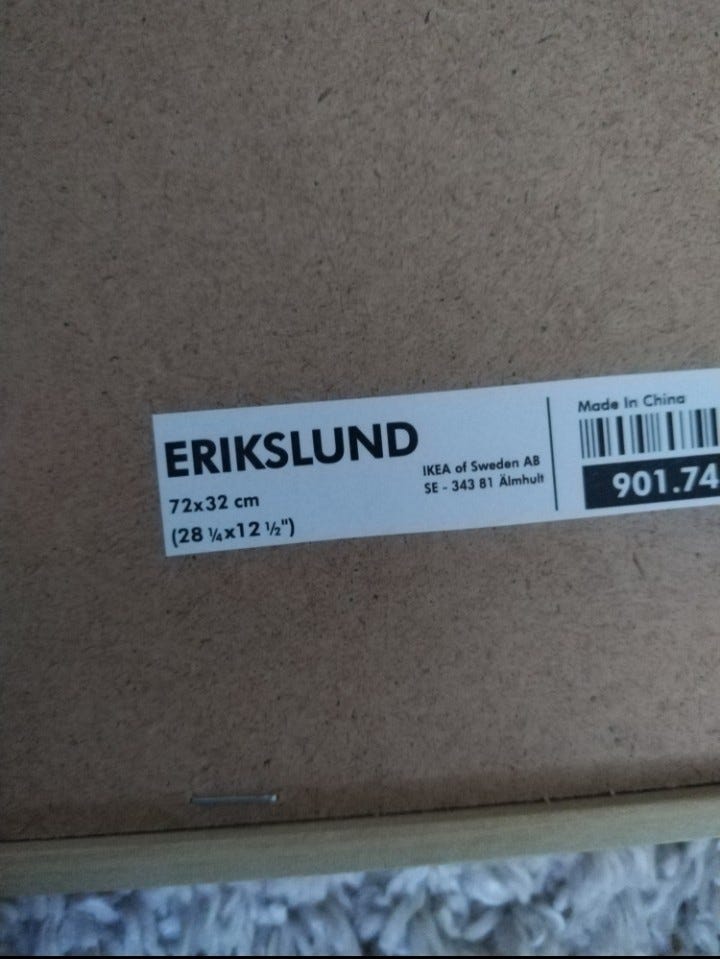 ERIKSLUND
72x32 cm
(28 ¼x12 ½")
IKEA of Sweden AB
SE - 343 81 Älmhult
Made In China
901.74